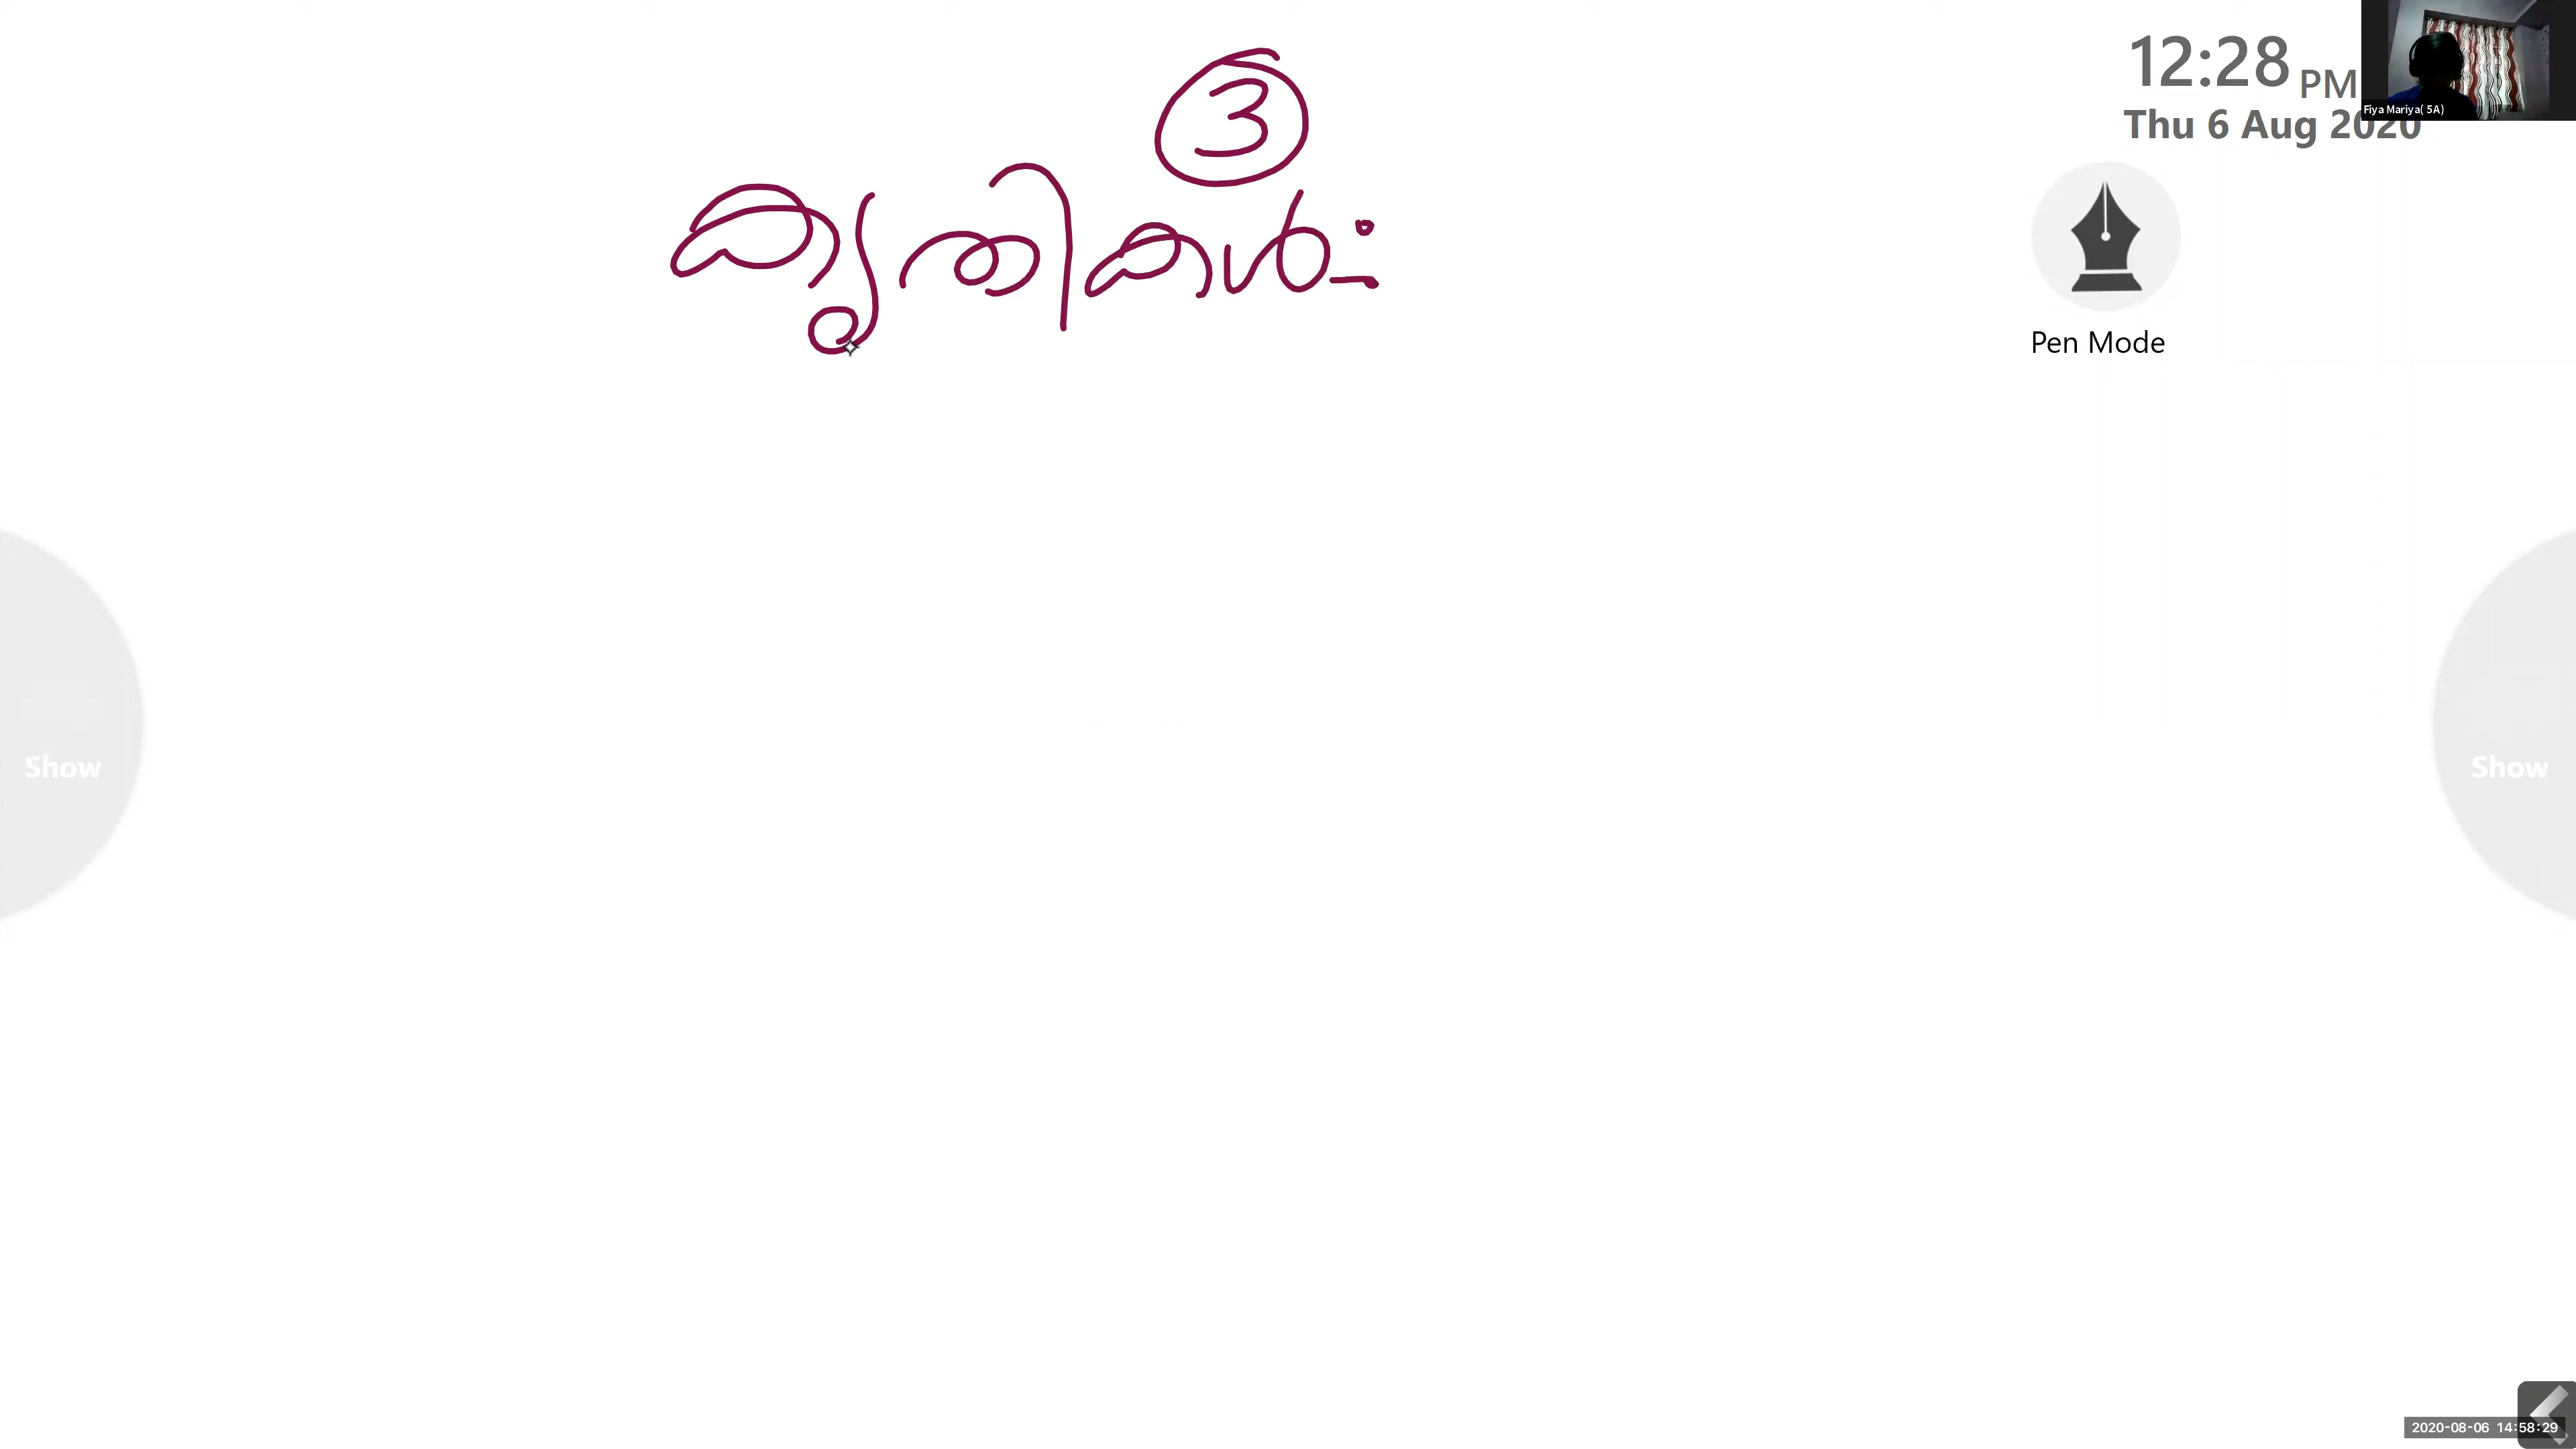 3
കൃതികൾ:-
12:28 PM
Thu 6 Aug 2020
Fiya Mariya( 5A)
Pen Mode
Show
Show
2020-08-06 14:58:29